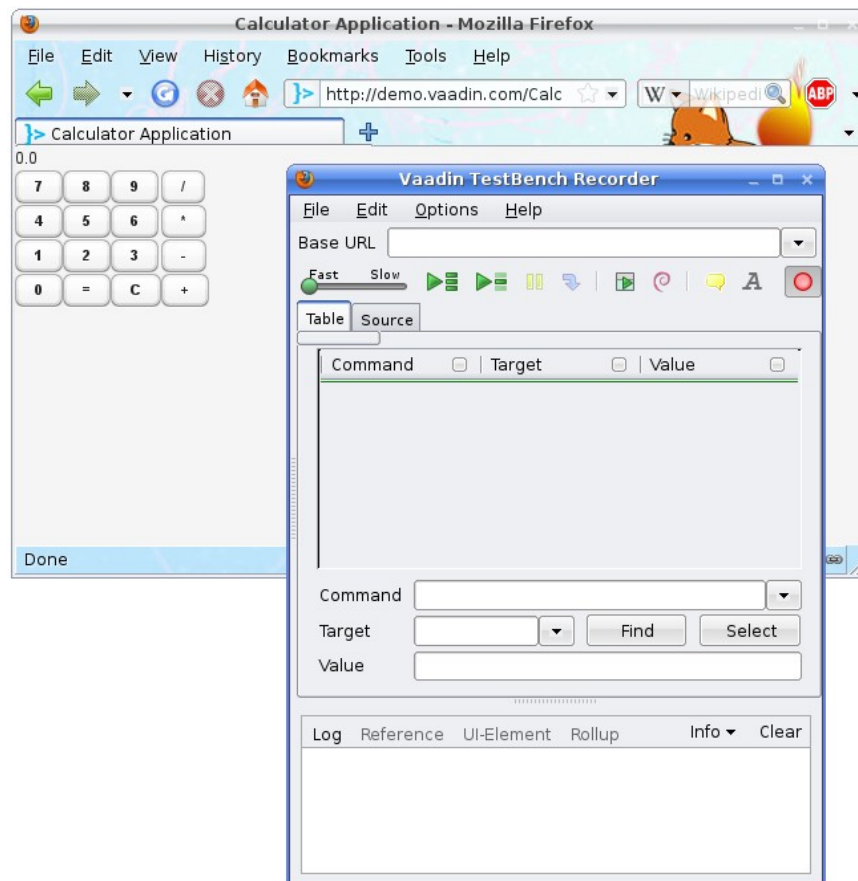 Calculator Application - Mozilla Firefox
File Edit View History Bookmarks Tools Help
}> http://demo.vaadin.com/Calc W Wikipedi ABP
}> Calculator Application
0.0
7 8 9 /
4 5 6 *
1 2 3 -
0 = C +
Done
Vaadin TestBench Recorder
File Edit Options Help
Base URL
Fast Slow A
Table Source
Command Target Value
Command
Target Find Select
Value
Log Reference UI-Element Rollup Info Clear